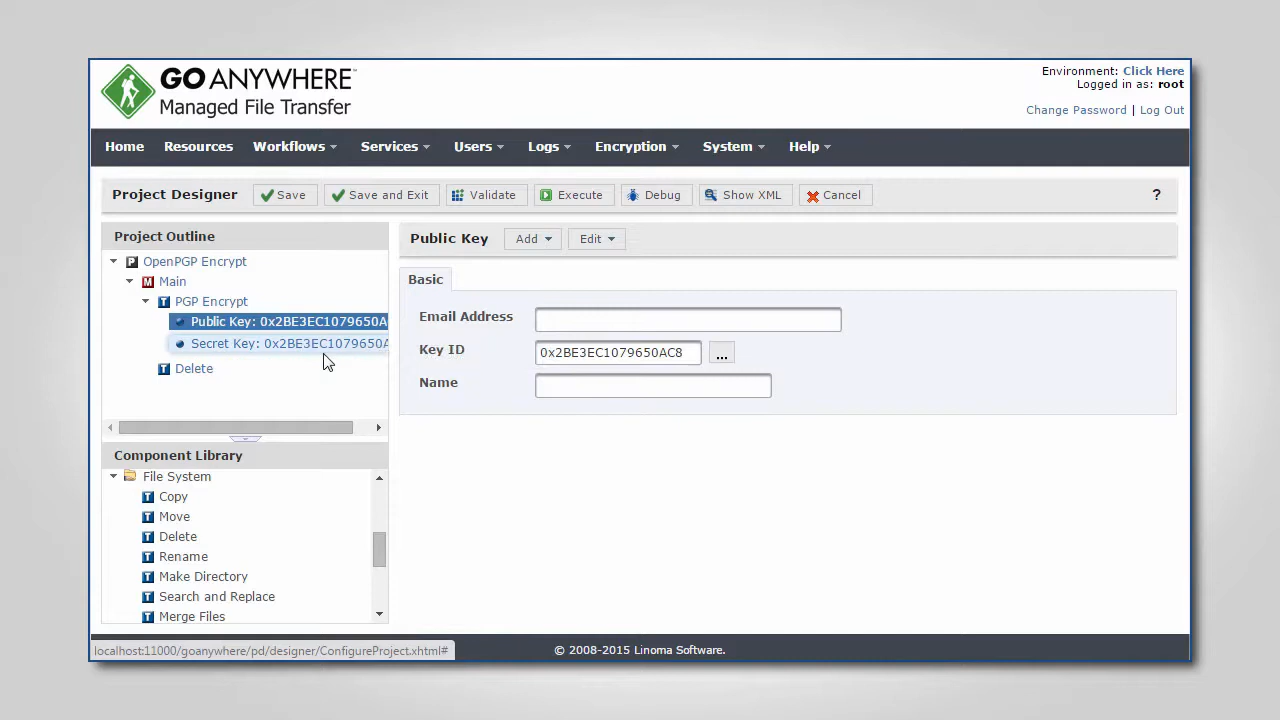 GO ANYWHERE™
Managed File Transfer
Environment: Click Here
Logged in as: root
Change Password | Log Out
Home Resources Workflows Services Users Logs Encryption System Help
Project Designer Save Save and Exit Validate Execute Debug Show XML Cancel ?
Project Outline
P OpenPGP Encrypt
M Main
T PGP Encrypt
Public Key: 0x2BE3EC1079650A
Secret Key: 0x2BE3EC1079650A
T Delete
Public Key Add Edit
Basic
Email Address
Key ID 0x2BE3EC1079650AC8 ...
Name
Component Library
File System
T Copy
T Move
T Delete
T Rename
T Make Directory
T Search and Replace
T Merge Files
localhost:11000/goanywhere/pd/designer/ConfigureProject.xhtml#
© 2008-2015 Linoma Software.